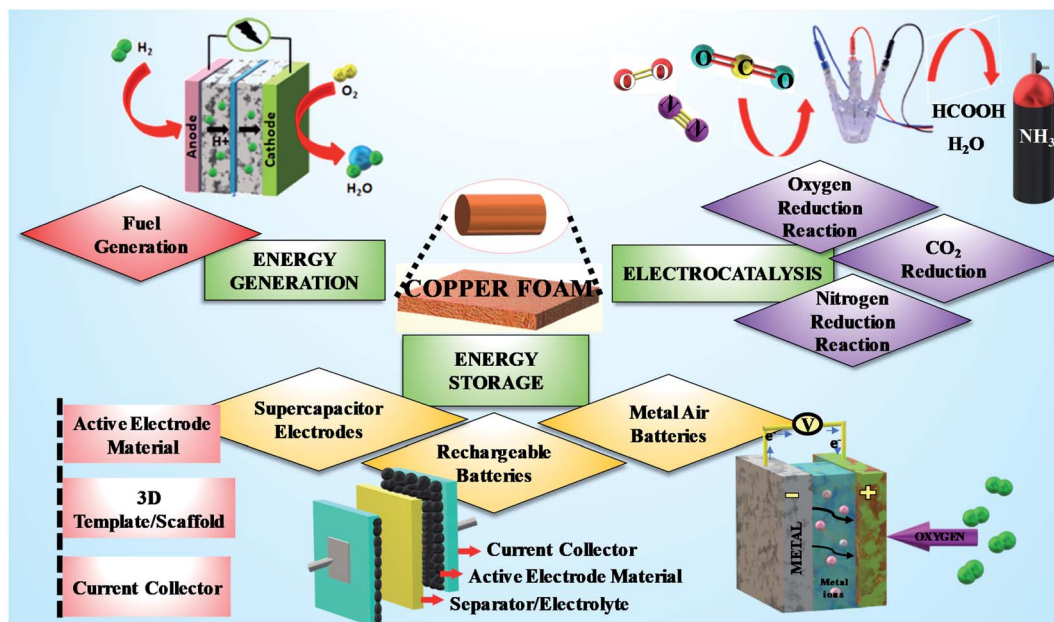 H₂
O₂
Anode
H+
Cathode
H₂O
O O
O C O
N N
HCOOH
H₂O
NH₃
Fuel
Generation
ENERGY
GENERATION
COPPER FOAM
ELECTROCATALYSIS
Oxygen
Reduction
Reaction
CO₂
Reduction
Nitrogen
Reduction
Reaction
ENERGY
STORAGE
Supercapacitor
Electrodes
Rechargeable
Batteries
Metal Air
Batteries
Active Electrode
Material
3D
Template/Scaffold
Current Collector
Current Collector
Active Electrode Material
Separator/Electrolyte
V
e⁻
e⁻
-
+
METAL
Metal
ions
OXYGEN